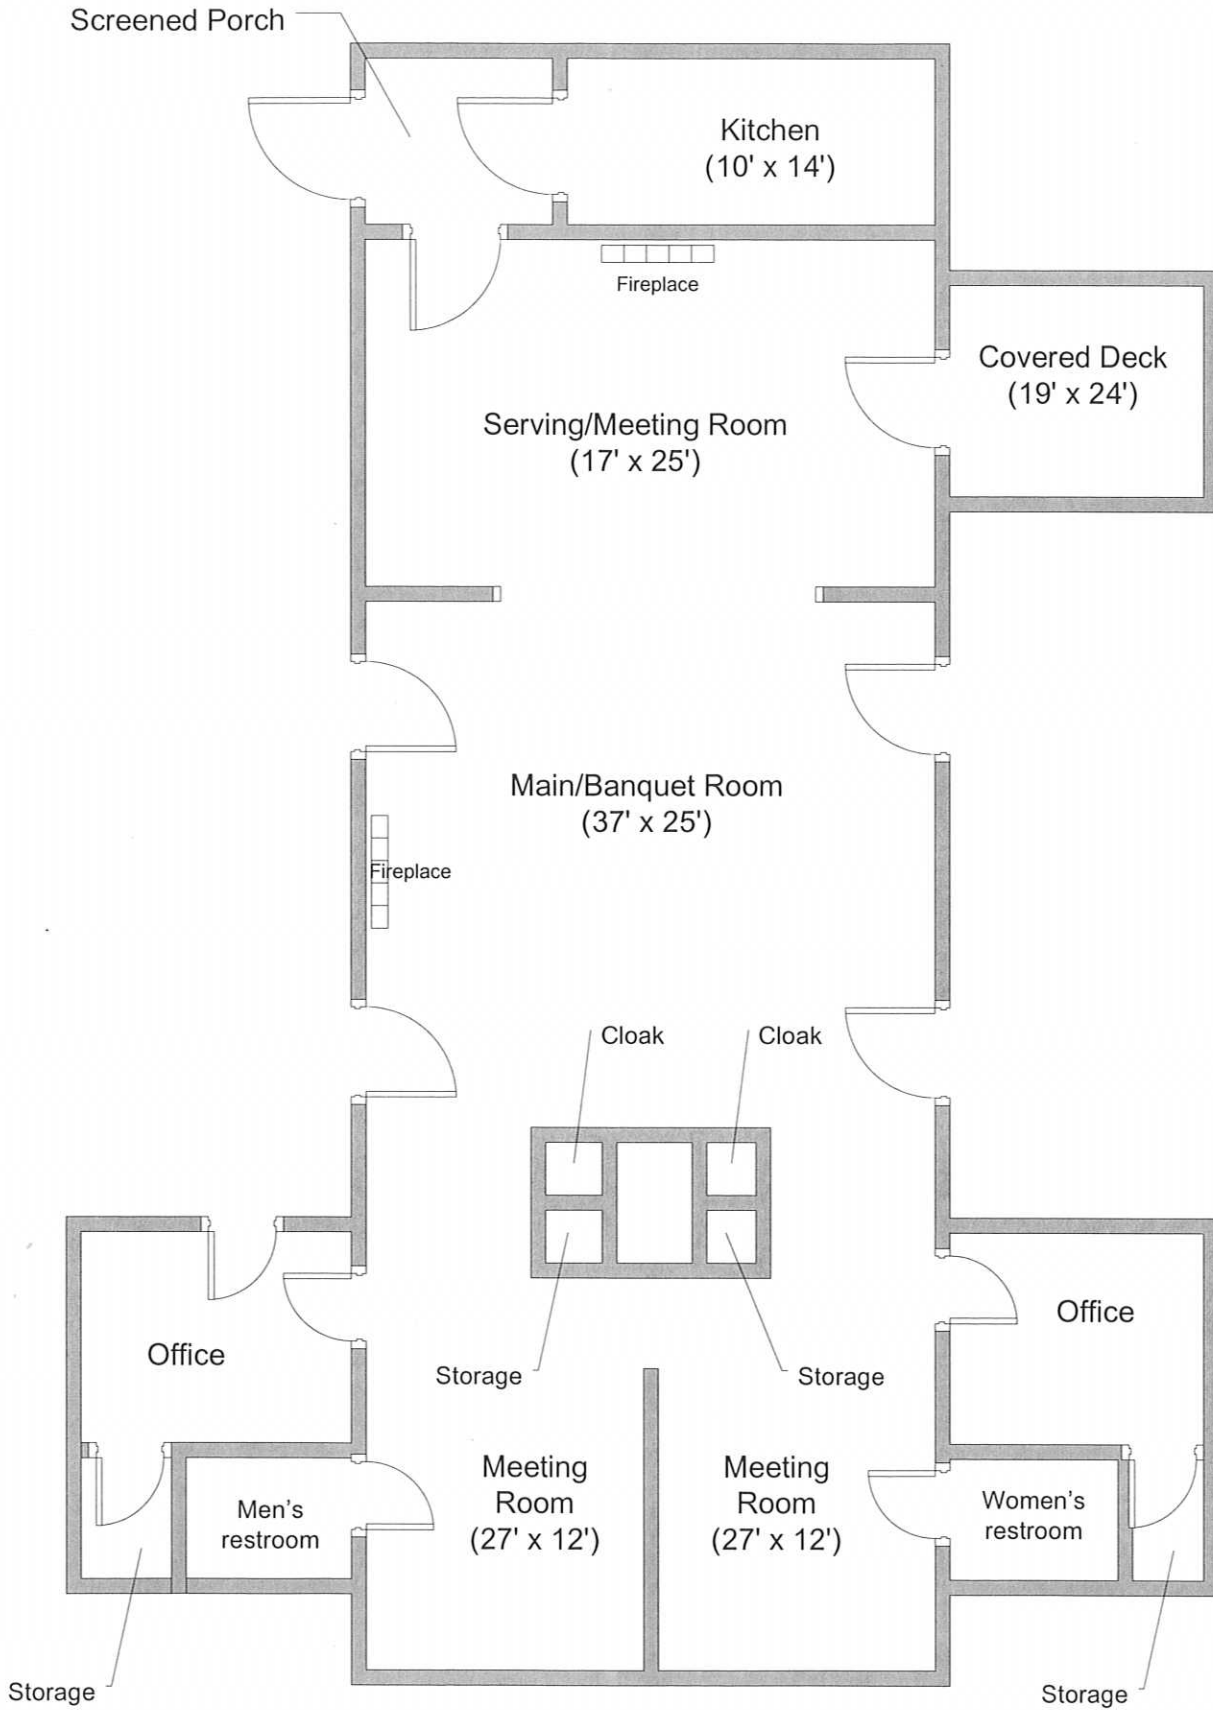 Screened Porch
Kitchen
(10' x 14')
Fireplace
Covered Deck
(19' x 24')
Serving/Meeting Room
(17' x 25')
Main/Banquet Room
(37' x 25')
Fireplace
Cloak
Cloak
Office
Office
Storage
Storage
Meeting
Room
(27' x 12')
Meeting
Room
(27' x 12')
Men's
restroom
Women's
restroom
Storage
Storage